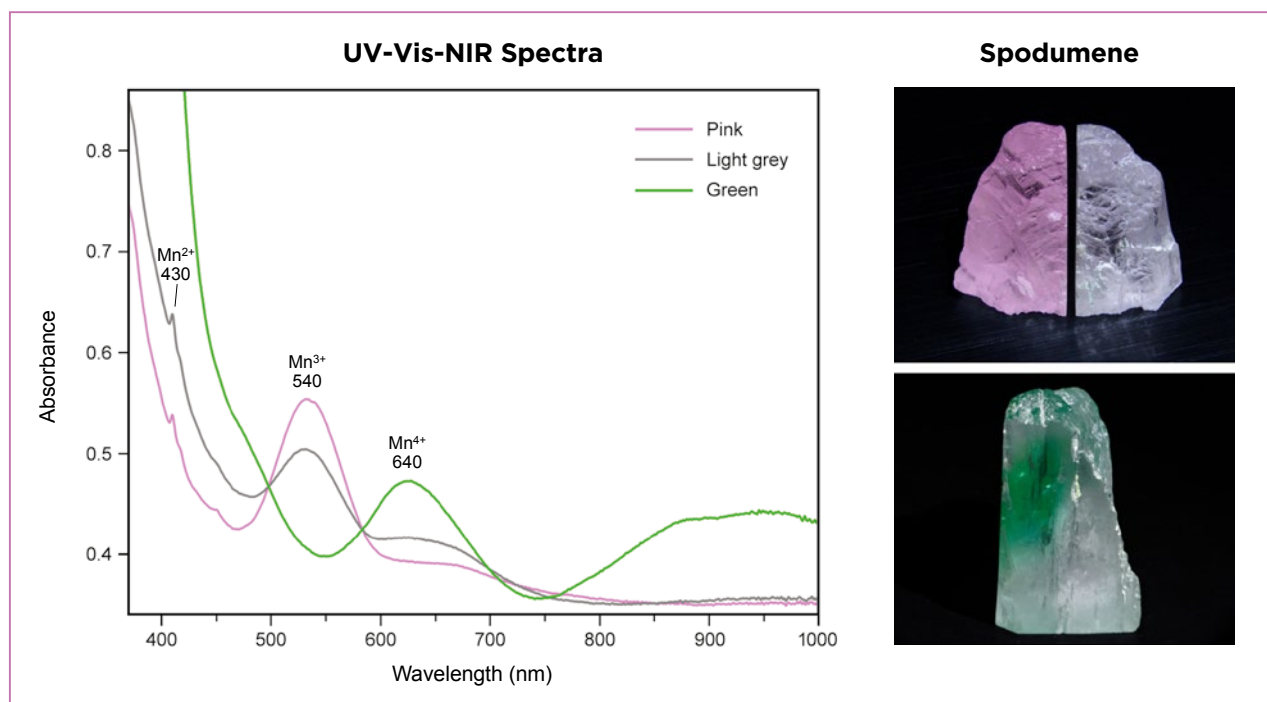 UV-Vis-NIR Spectra
Spodumene
Pink
Light grey
Green
Mn²⁺
430
Mn³⁺
540
Mn⁴⁺
640
Absorbance
0.8
0.7
0.6
0.5
0.4
400 500 600 700 800 900 1000
Wavelength (nm)